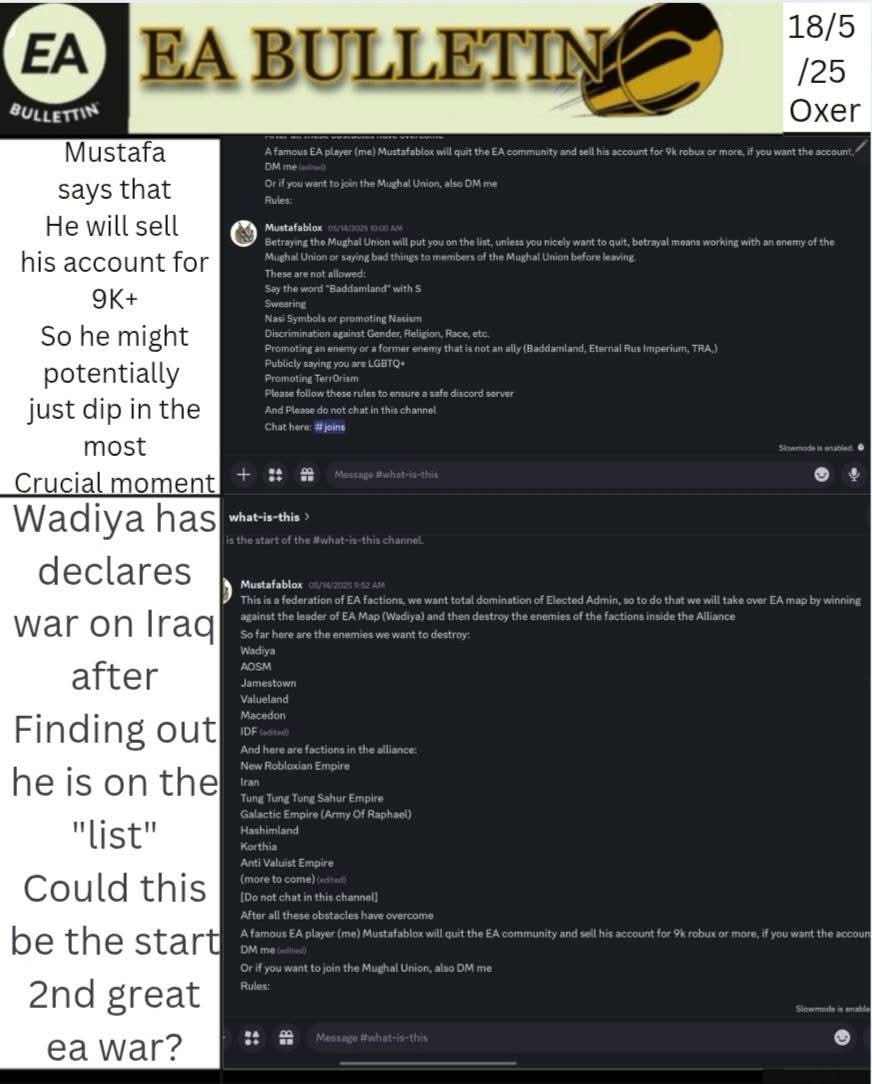 EA
BULLETTIN
EA BULLETIN
18/5
/25
Oxer
Mustafa
says that
He will sell
his account for
9K+
So he might
potentially
just dip in the
most
Crucial moment
After all these obstacles have overcome
A famous EA player (me) Mustafablox will quit the EA community and sell his account for 9k robux or more, if you want the account,
DM me (edited)
Or if you want to join the Mughal Union, also DM me
Rules:
Mustafablox 05/14/2025 10:00 AM
Betraying the Mughal Union will put you on the list, unless you nicely want to quit, betrayal means working with an enemy of the
Mughal Union or saying bad things to members of the Mughal Union before leaving.
These are not allowed:
Say the word "Baddamland" with S
Swearing
Nasi Symbols or promoting Nasism
Discrimination against Gender, Religion, Race, etc.
Promoting an enemy or a former enemy that is not an ally (Baddamland, Eternal Rus Imperium, TRA,)
Publicly saying you are LGBTQ+
Promoting Terr0rism
Please follow these rules to ensure a safe discord server
And Please do not chat in this channel
Chat here: #joins
Slowmode is enabled.
Message #what-is-this
Wadiya has
declares
war on Iraq
after
Finding out
he is on the
"list"
Could this
be the start
2nd great
ea war?
what-is-this >
is the start of the #what-is-this channel.
Mustafablox 05/14/2025 9:52 AM
This is a federation of EA factions, we want total domination of Elected Admin, so to do that we will take over EA map by winning
against the leader of EA Map (Wadiya) and then destroy the enemies of the factions inside the Alliance
So far here are the enemies we want to destroy:
Wadiya
AOSM
Jamestown
Valueland
Macedon
IDF (edited)
And here are factions in the alliance:
New Robloxian Empire
Iran
Tung Tung Tung Sahur Empire
Galactic Empire (Army Of Raphael)
Hashimland
Korthia
Anti Valuist Empire
(more to come) (edited)
[Do not chat in this channel]
After all these obstacles have overcome
A famous EA player (me) Mustafablox will quit the EA community and sell his account for 9k robux or more, if you want the accoun
DM me (edited)
Or if you want to join the Mughal Union, also DM me
Rules:
Slowmode is enable
Message #what-is-this